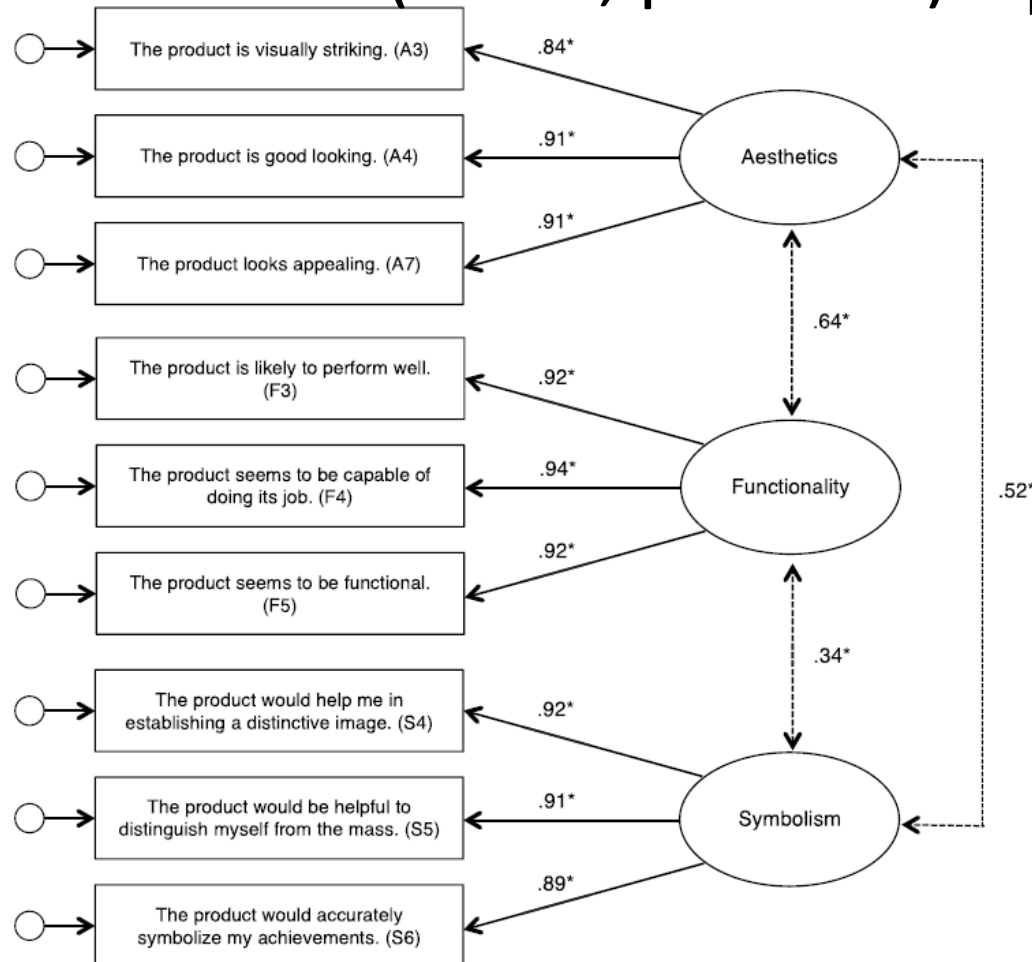 The product is visually striking. (A3)
.84*
The product is good looking. (A4)
.91*
Aesthetics
The product looks appealing. (A7)
.91*
.64*
The product is likely to perform well.
(F3)
.92*
The product seems to be capable of
doing its job. (F4)
.94*
Functionality
.52*
The product seems to be functional.
(F5)
.92*
.34*
The product would help me in
establishing a distinctive image. (S4)
.92*
The product would be helpful to
distinguish myself from the mass. (S5)
.91*
Symbolism
The product would accurately
symbolize my achievements. (S6)
.89*